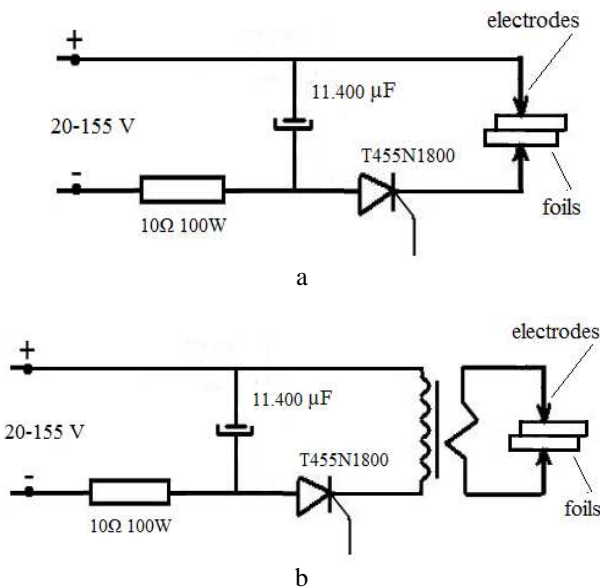 electrodes
+
11.400 µF
20-155 V
T455N1800
-
foils
10Ω 100W
a
electrodes
+
11.400 µF
20-155 V
T455N1800
-
foils
10Ω 100W
b